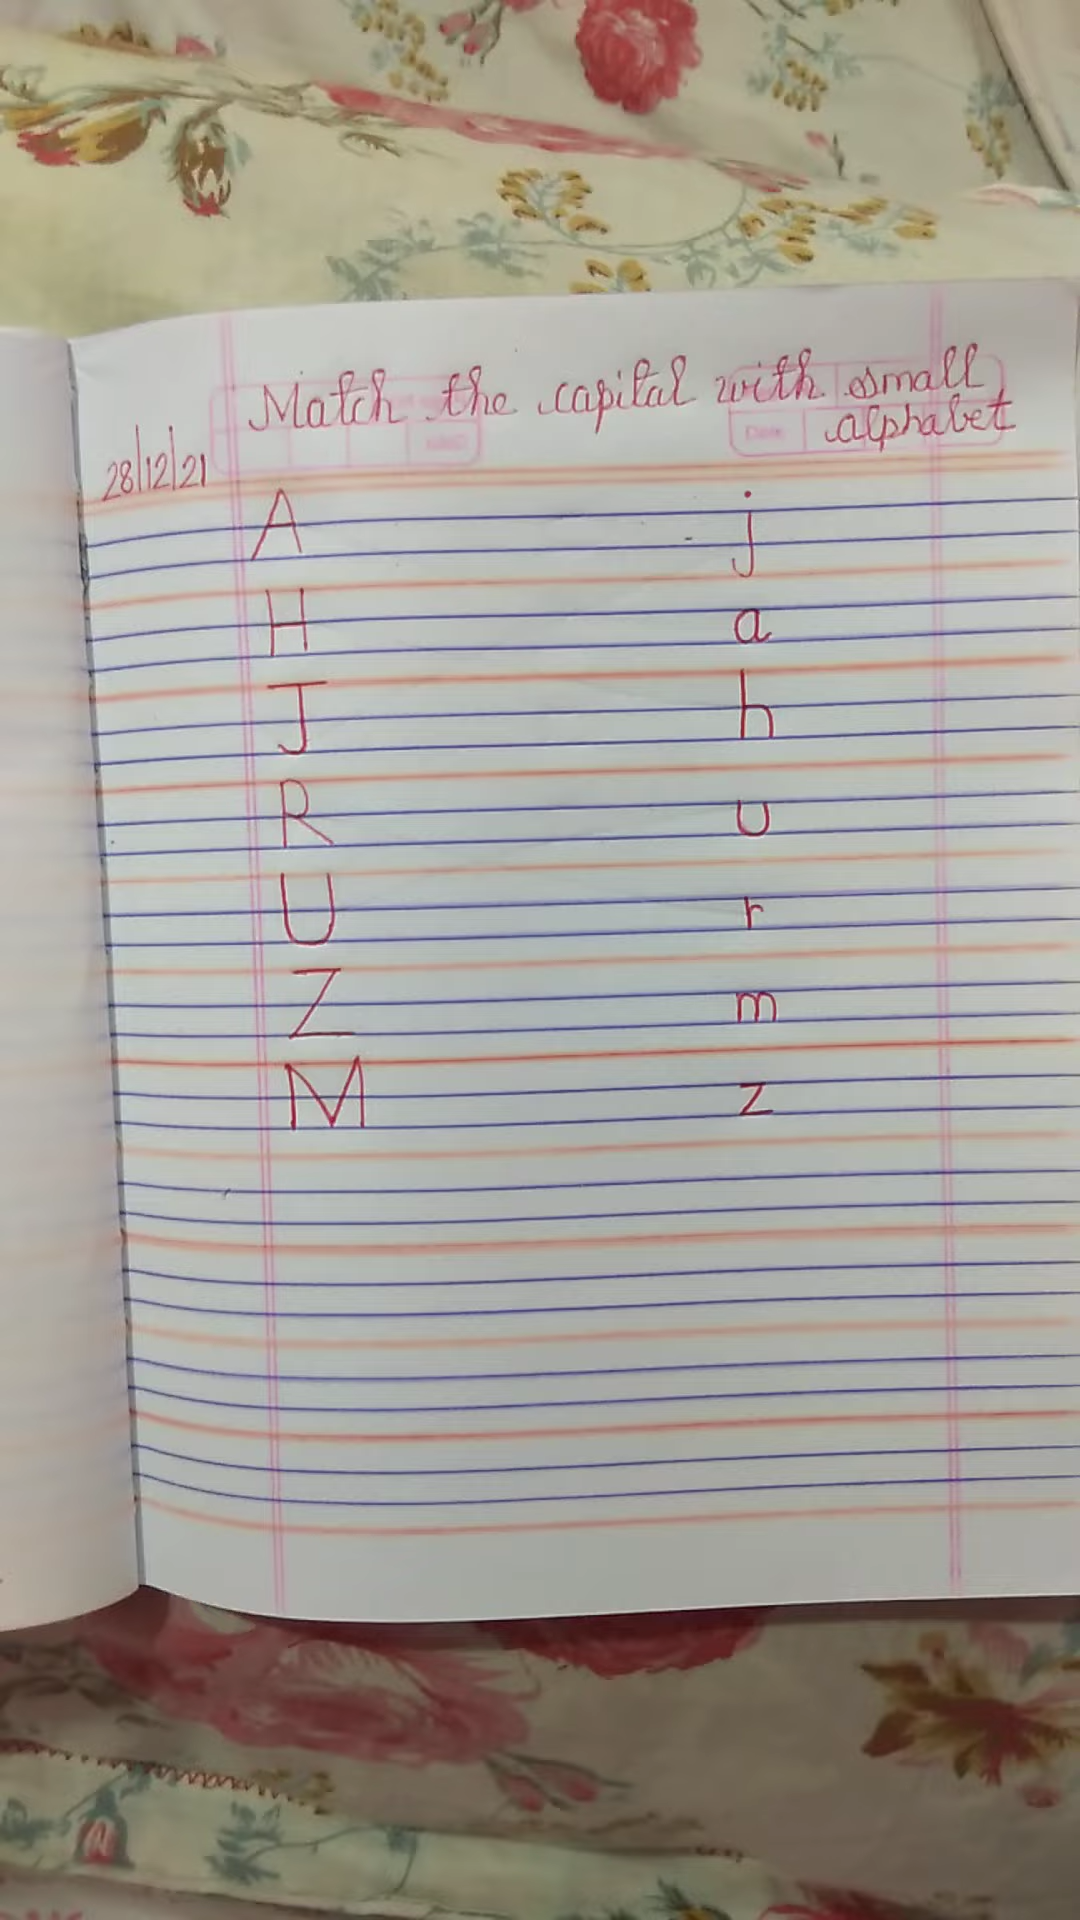 Match the capital with small
alphabet
28/12/21
A j
H a
J h
R u
U r
Z m
M z